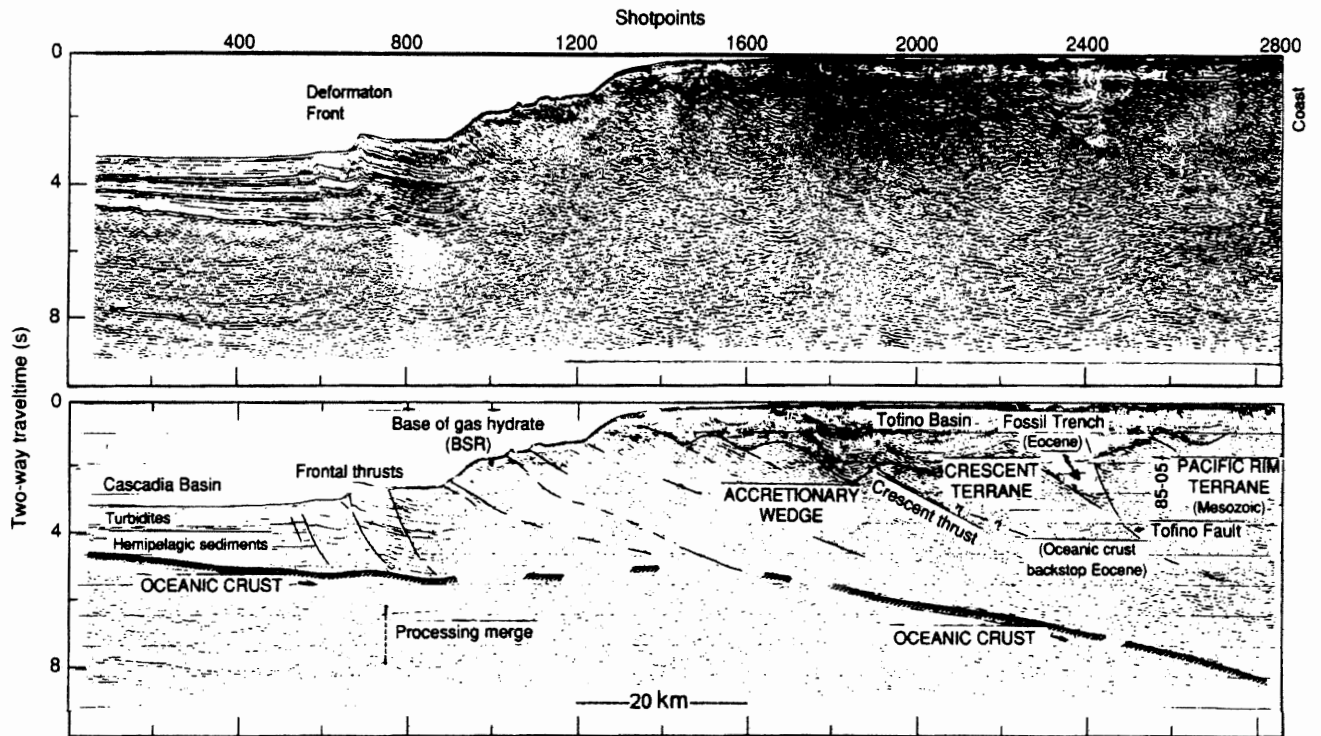 Shotpoints
0 400 800 1200 1600 2000 2400 2800
Deformaton
Front
4
8
Coast
Two-way traveltime (s)
0
Base of gas hydrate
(BSR)
Tofino Basin
Fossil Trench
(Eocene)
Frontal thrusts
Cascadia Basin
CRESCENT
TERRANE
85-05
PACIFIC RIM
TERRANE
(Mesozoic)
ACCRETIONARY
WEDGE
Crescent thrust
Turbidites
4
Tofino Fault
Hemipelagic sediments
(Oceanic crust
backstop Eocene)
OCEANIC CRUST
Processing merge
OCEANIC CRUST
8
20 km